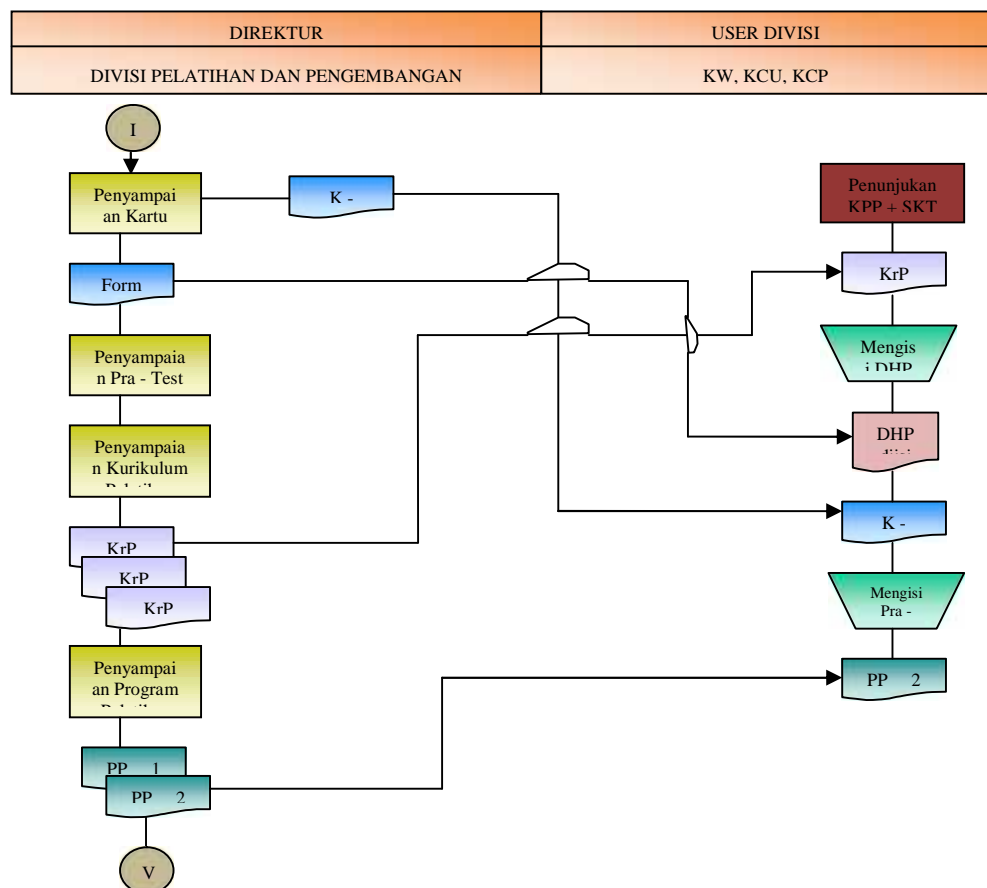 DIREKTUR
USER DIVISI
DIVISI PELATIHAN DAN PENGEMBANGAN
KW, KCU, KCP
I
Penyampai
an Kartu
K -
Form
Penyampaia
n Pra - Test
Penyampaia
n Kurikulum
KrP
KrP
KrP
Penyampai
an Program
PP 1
PP 2
V
Penunjukan
KPP + SKT
KrP
Mengis
i DHP
DHP
diisi
K -
Mengisi
Pra -
PP 2